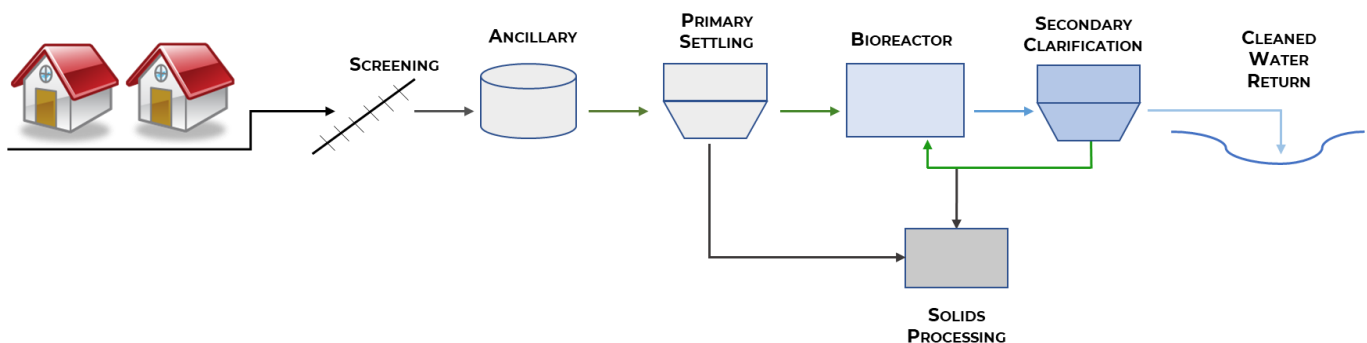 Screening
Ancillary
Primary
Settling
Bioreactor
Secondary
Clarification
Cleaned
Water
Return
Solids
Processing